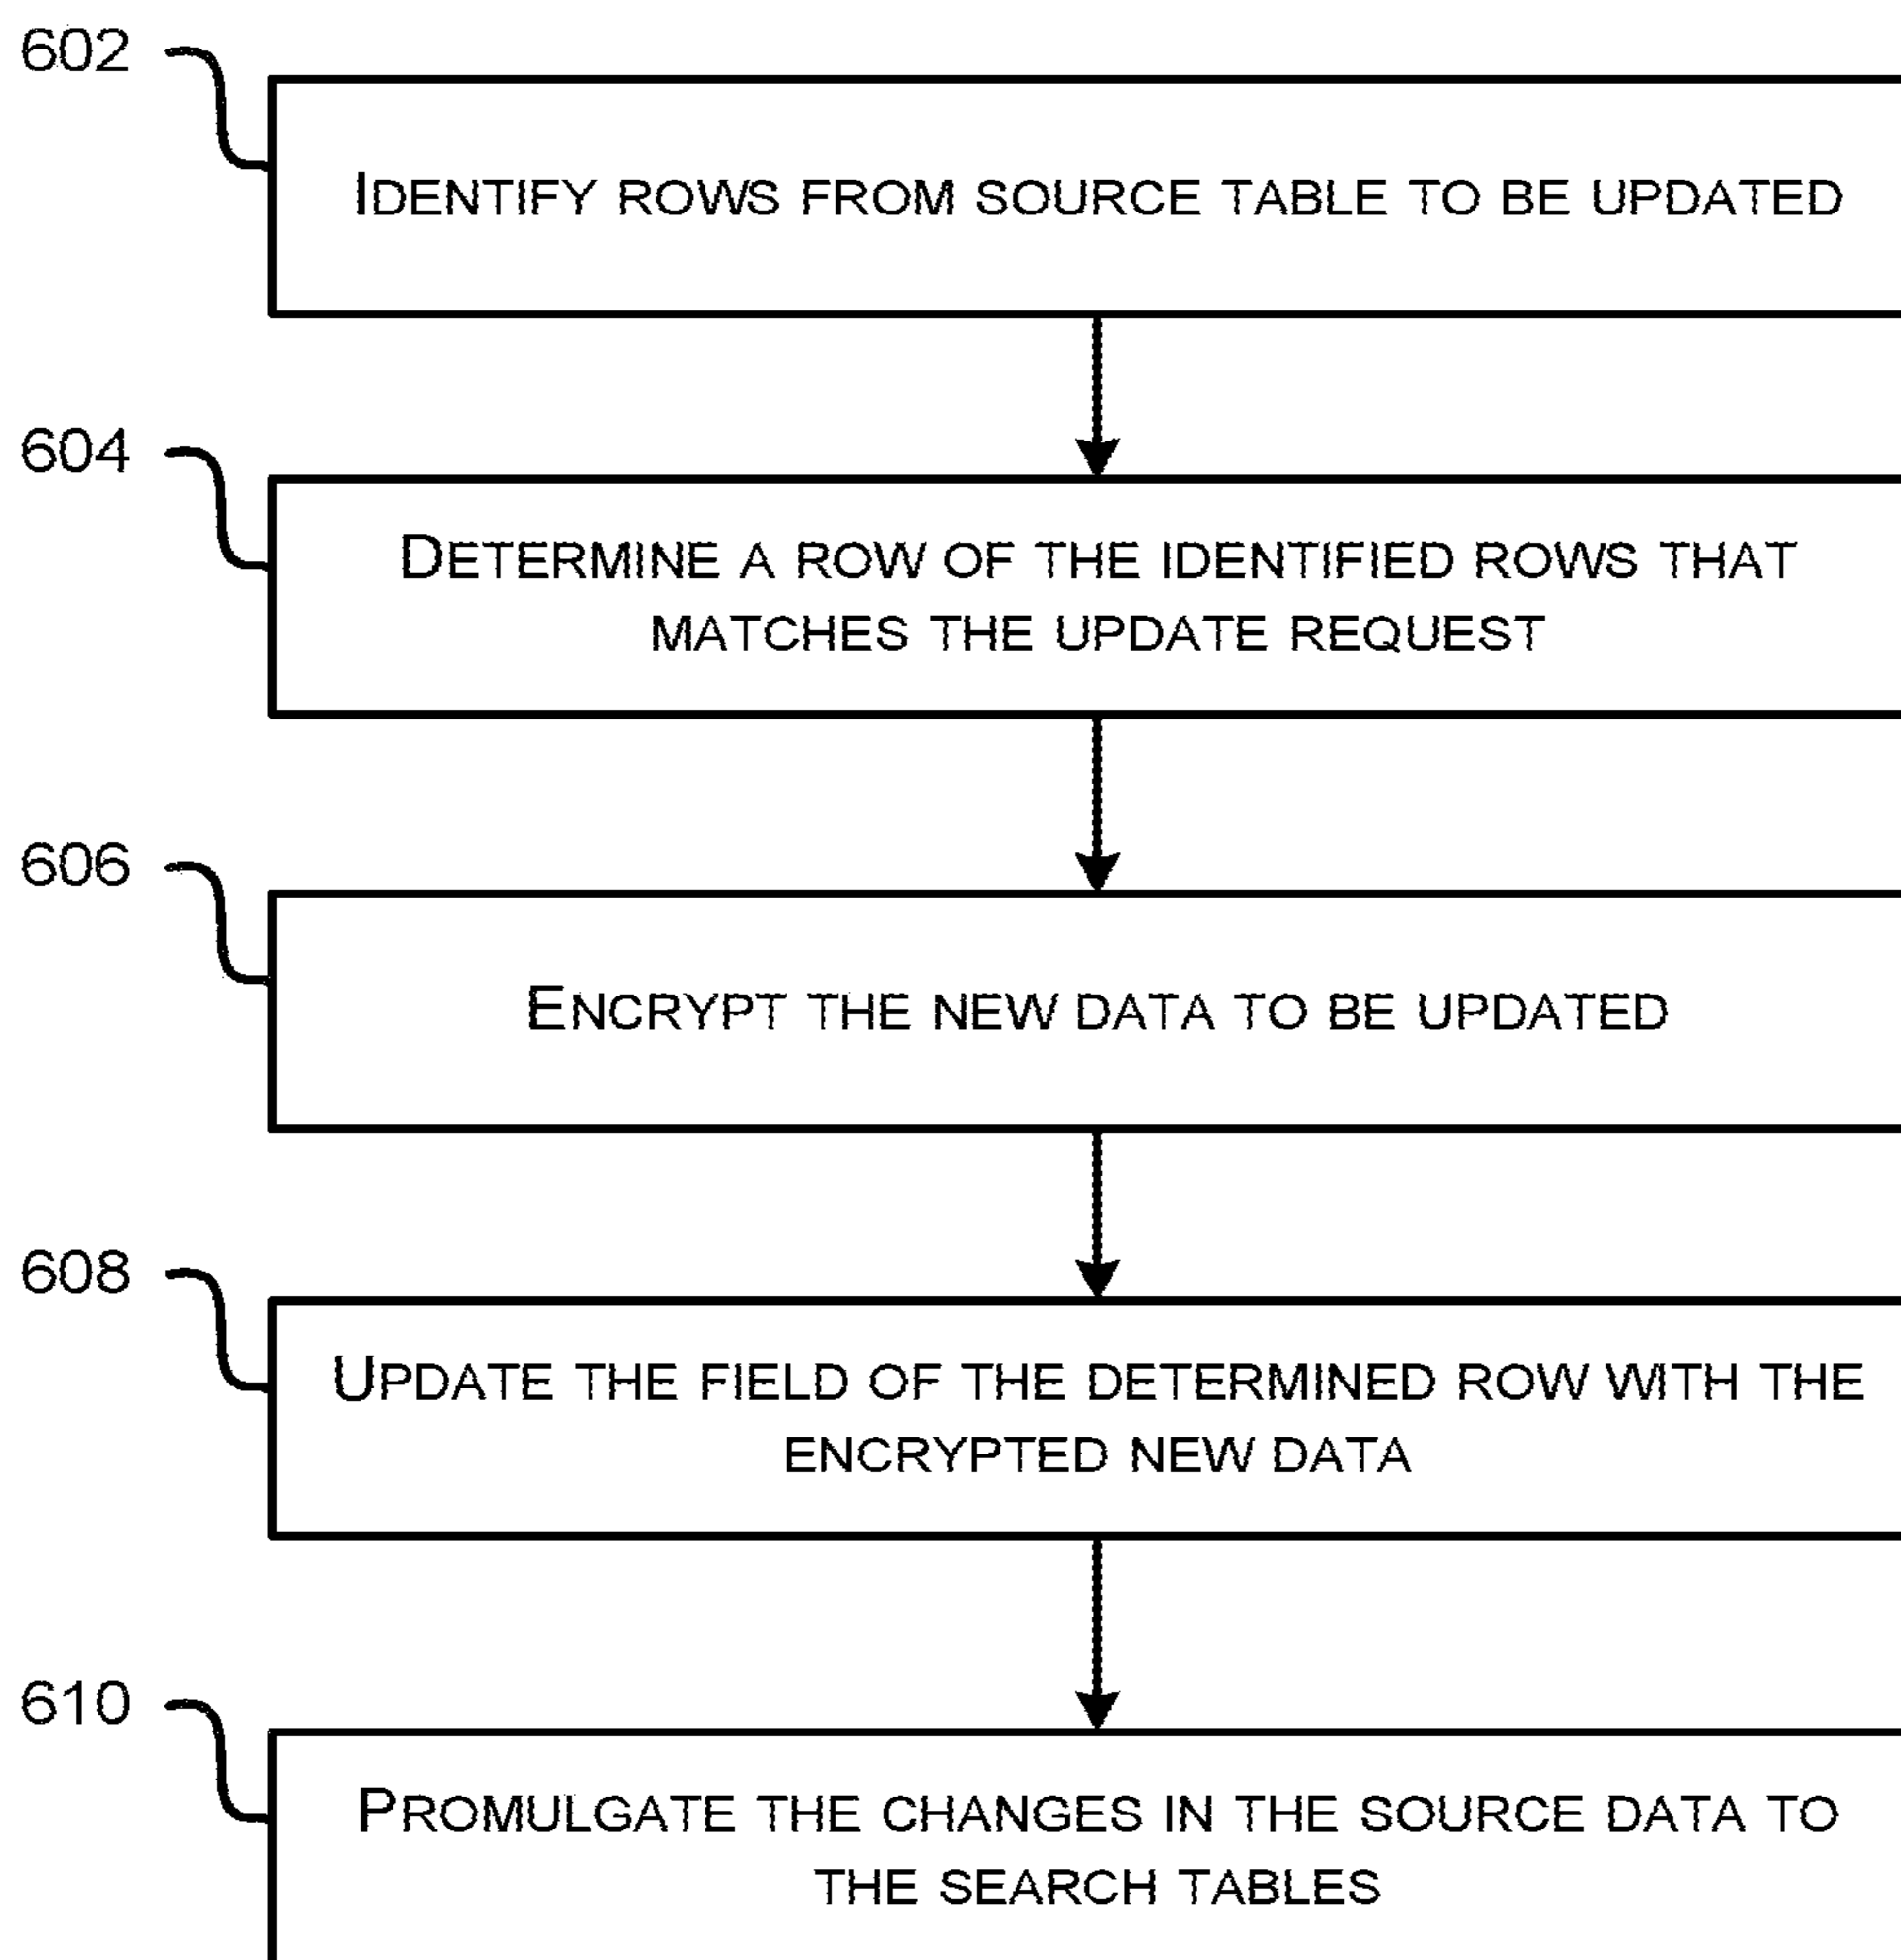 602
IDENTIFY ROWS FROM SOURCE TABLE TO BE UPDATED
604
DETERMINE A ROW OF THE IDENTIFIED ROWS THAT
MATCHES THE UPDATE REQUEST
606
ENCRYPT THE NEW DATA TO BE UPDATED
608
UPDATE THE FIELD OF THE DETERMINED ROW WITH THE
ENCRYPTED NEW DATA
610
PROMULGATE THE CHANGES IN THE SOURCE DATA TO
THE SEARCH TABLES